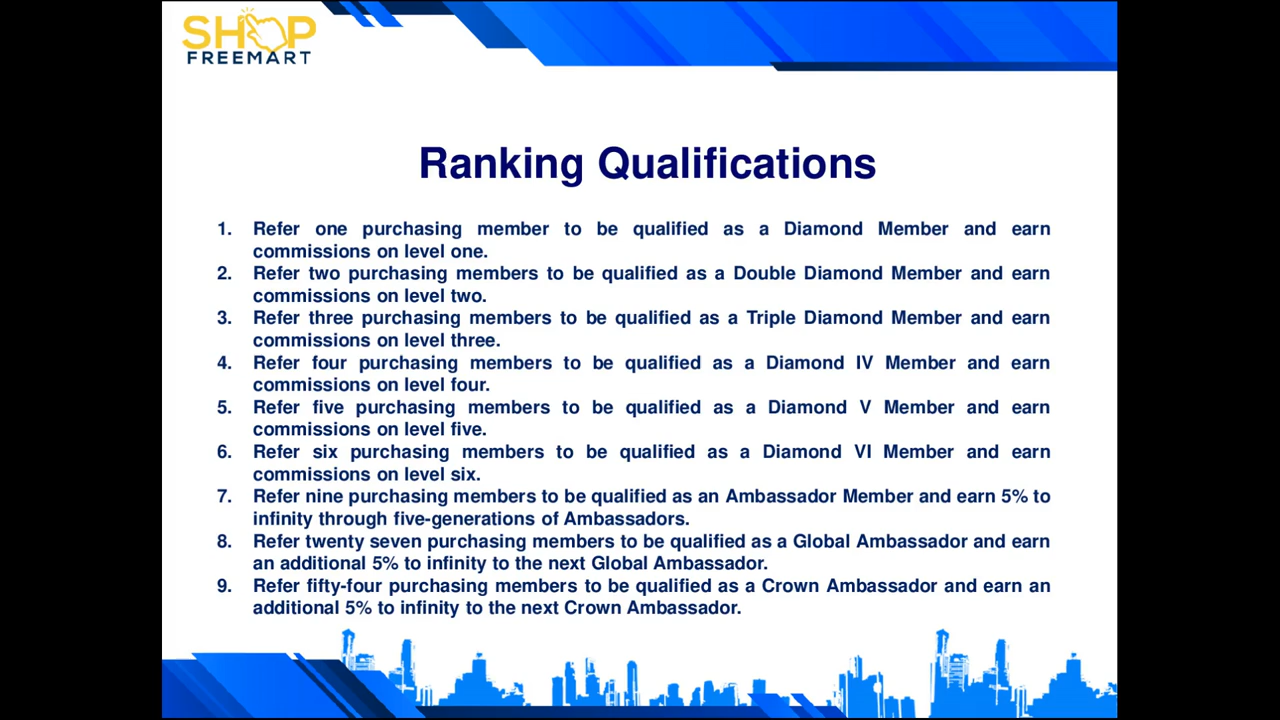 SHOP
FREEMART
Ranking Qualifications
1. Refer one purchasing member to be qualified as a Diamond Member and earn
commissions on level one.
2. Refer two purchasing members to be qualified as a Double Diamond Member and earn
commissions on level two.
3. Refer three purchasing members to be qualified as a Triple Diamond Member and earn
commissions on level three.
4. Refer four purchasing members to be qualified as a Diamond IV Member and earn
commissions on level four.
5. Refer five purchasing members to be qualified as a Diamond V Member and earn
commissions on level five.
6. Refer six purchasing members to be qualified as a Diamond VI Member and earn
commissions on level six.
7. Refer nine purchasing members to be qualified as an Ambassador Member and earn 5% to
infinity through five-generations of Ambassadors.
8. Refer twenty seven purchasing members to be qualified as a Global Ambassador and earn
an additional 5% to infinity to the next Global Ambassador.
9. Refer fifty-four purchasing members to be qualified as a Crown Ambassador and earn an
additional 5% to infinity to the next Crown Ambassador.